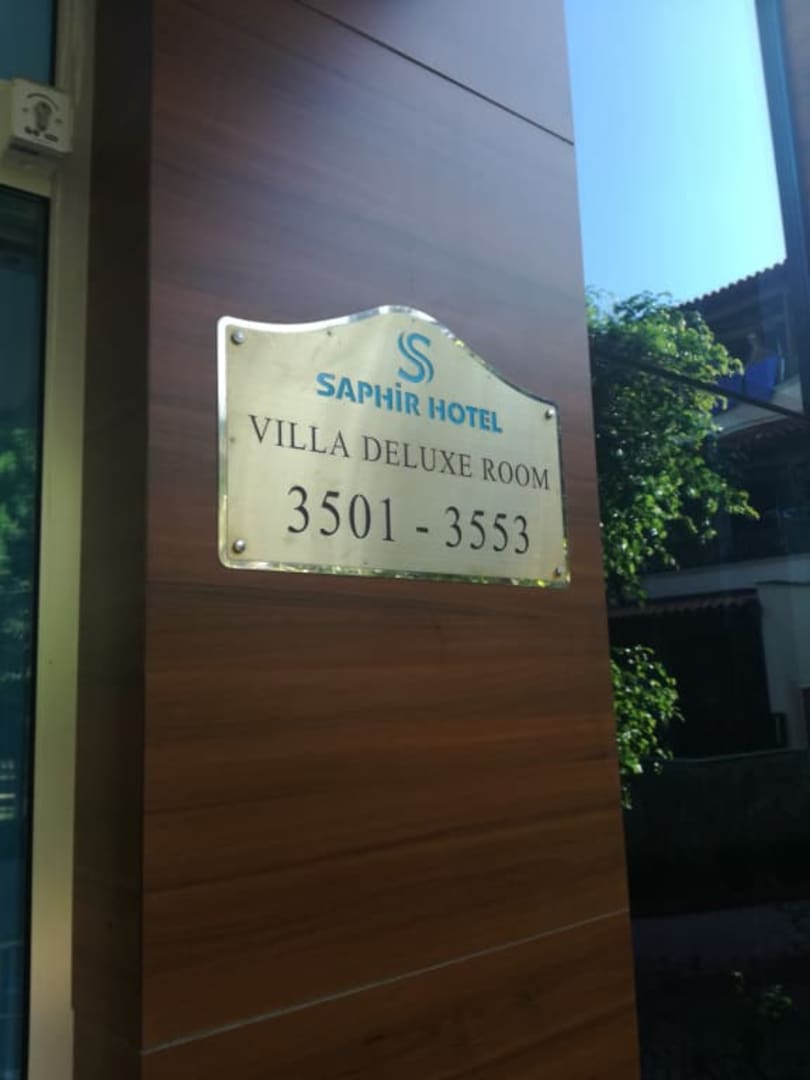 SAPHİR HOTEL
VILLA DELUXE ROOM
3501 - 3553